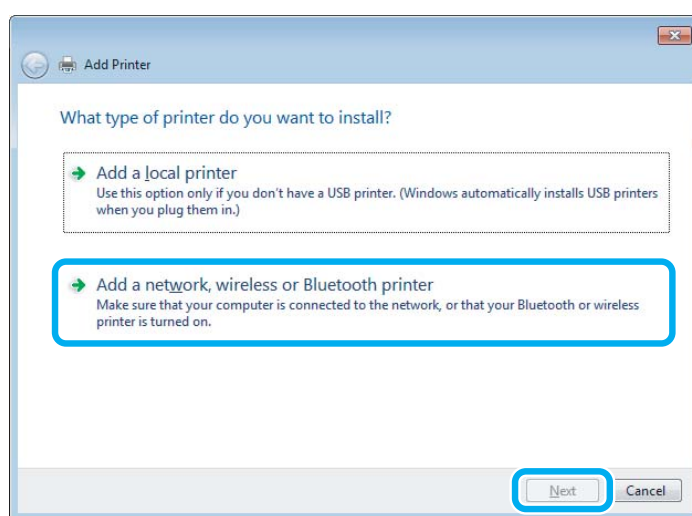 Add Printer
What type of printer do you want to install?
Add a local printer
Use this option only if you don't have a USB printer. (Windows automatically installs USB printers
when you plug them in.)
Add a network, wireless or Bluetooth printer
Make sure that your computer is connected to the network, or that your Bluetooth or wireless
printer is turned on.
Next Cancel